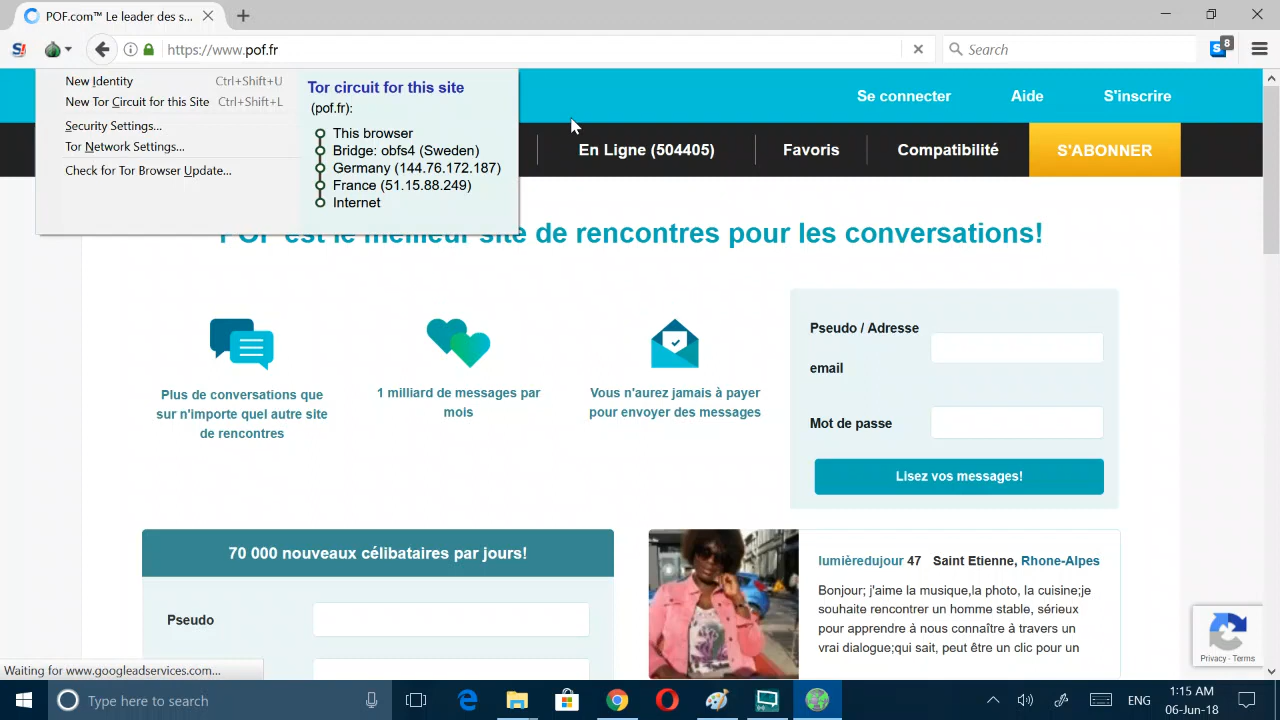 POF.com™ Le leader des s...
https://www.pof.fr
Search
8
New Identity Ctrl+Shift+U
New Tor Circuit for this Site Ctrl+Shift+L
Security Settings...
Tor Network Settings...
Check for Tor Browser Update...
Tor circuit for this site
(pof.fr):
This browser
Bridge: obfs4 (Sweden)
Germany (144.76.172.187)
France (51.15.88.249)
Internet
Se connecter Aide S'inscrire
En Ligne (504405) Favoris Compatibilité S'ABONNER
POF est le meilleur site de rencontres pour les conversations!
Plus de conversations que
sur n'importe quel autre site
de rencontres
1 milliard de messages par
mois
Vous n'aurez jamais à payer
pour envoyer des messages
Pseudo / Adresse
email
Mot de passe
Lisez vos messages!
70 000 nouveaux célibataires par jours!
Pseudo
lumièredujour 47 Saint Etienne, Rhone-Alpes
Bonjour; j'aime la musique,la photo, la cuisine;je
souhaite rencontrer un homme stable, sérieux
pour apprendre à nous connaître à travers un
vrai dialogue;qui sait, peut être un clic pour un
Privacy - Terms
Waiting for www.googleadservices.com...
Type here to search
ENG
1:15 AM
06-Jun-18